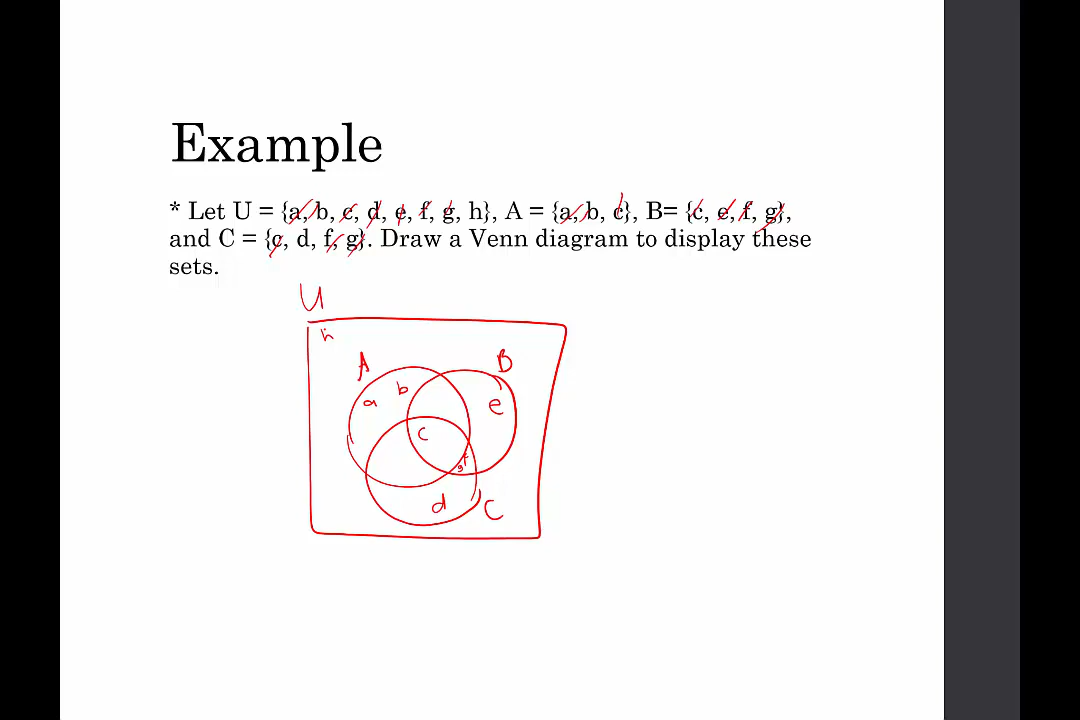 Example
* Let U = {a, b, c, d, e, f, g, h}, A = {a, b, c}, B= {c, e, f, g},
and C = {c, d, f, g}. Draw a Venn diagram to display these
sets.
U
h
A B
b
a e
c
f
g
d C